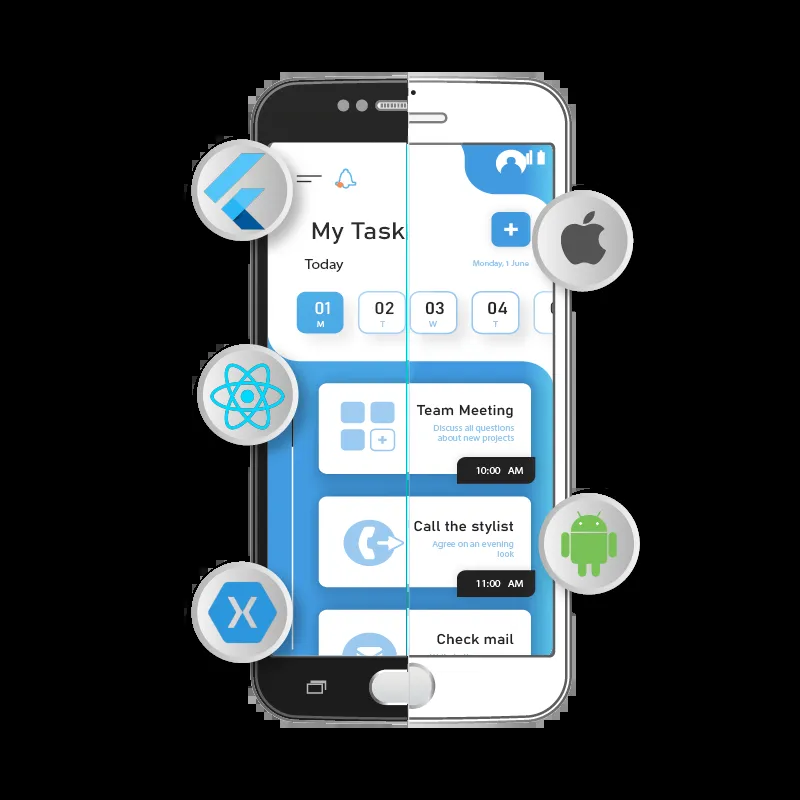 My Task
Today
Monday, 1 June
01 02 03 04
M T W T
Team Meeting
Discuss all questions
about new projects
10:00 AM
Call the stylist
Agree on an evening
look
11:00 AM
Check mail